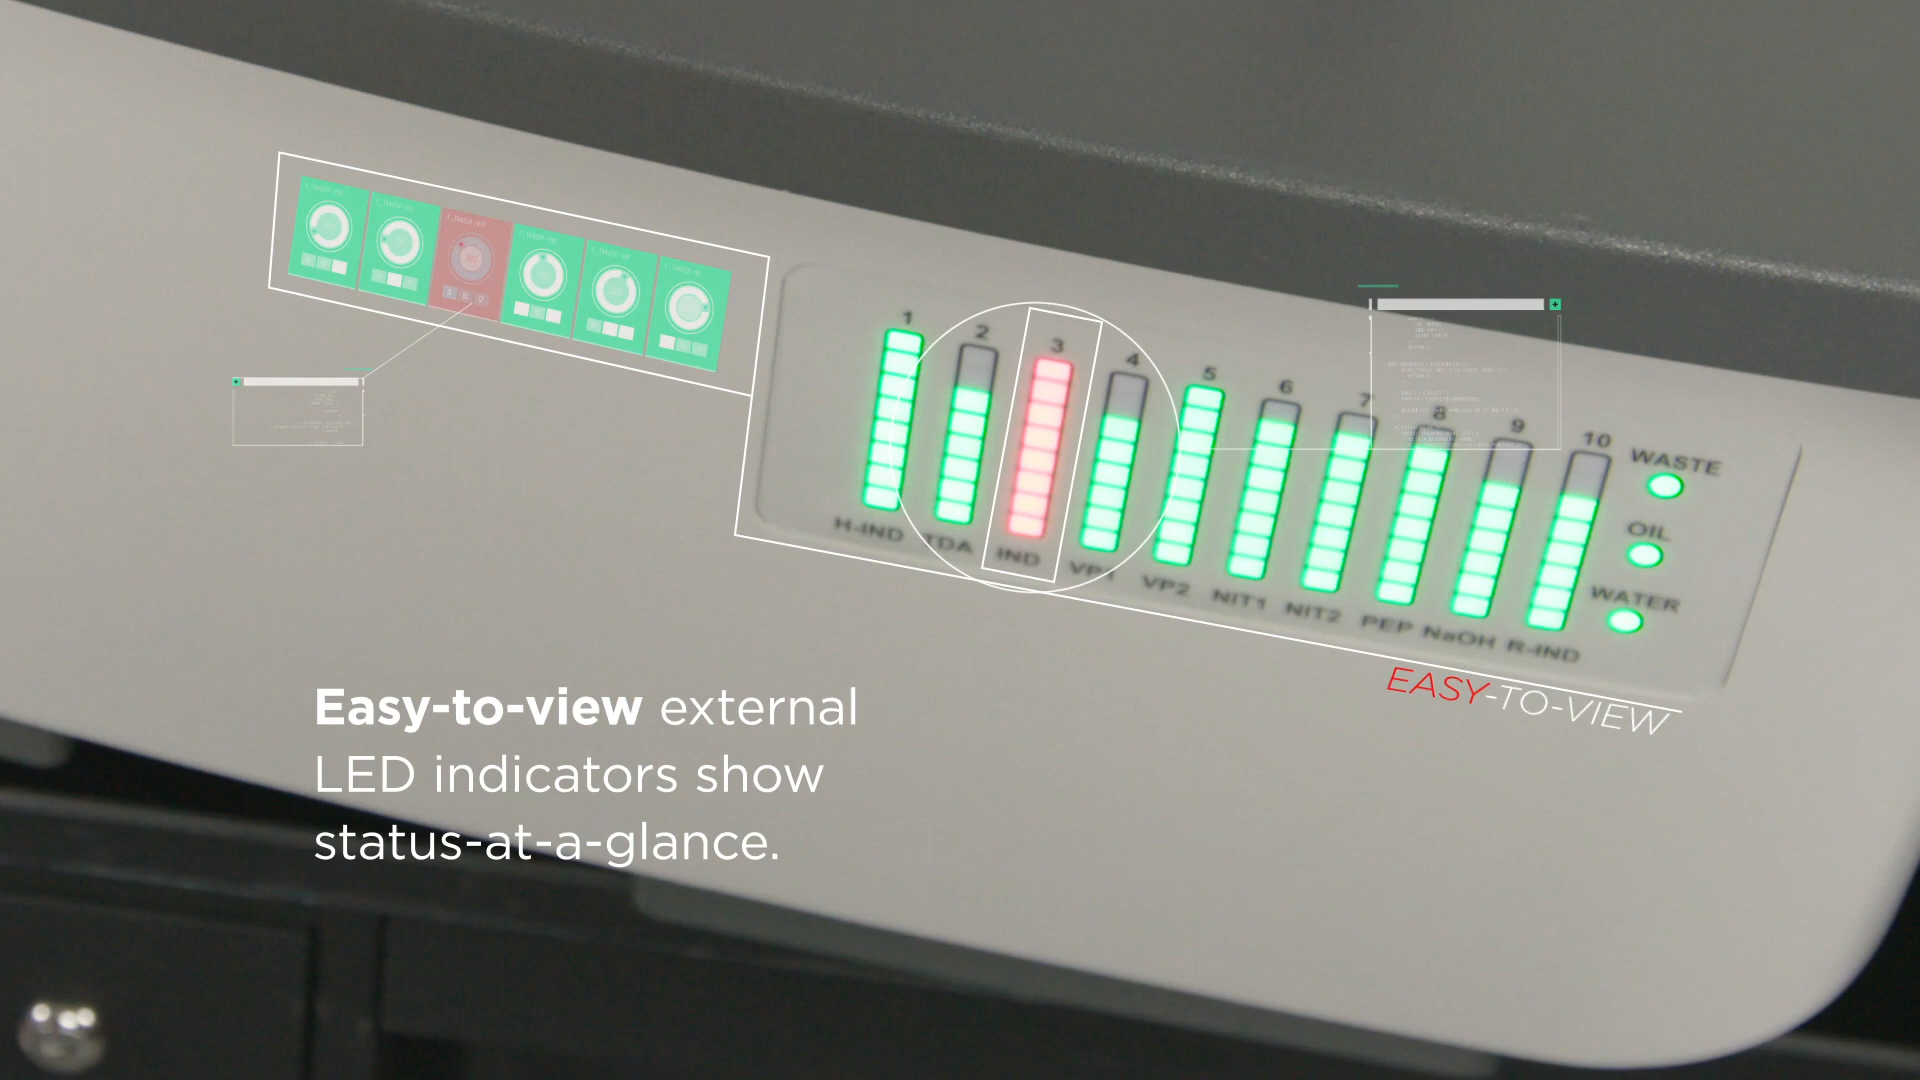 1 2 3 4 5 6 7 8 9 10
WASTE
OIL
WATER
H-IND TDA IND VP1 VP2 NIT1 NIT2 PEP NaOH R-IND
EASY-TO-VIEW
Easy-to-view external
LED indicators show
status-at-a-glance.